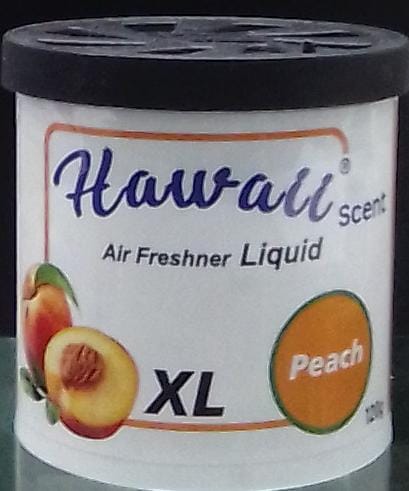 Hawaii®
Scent
Air Freshner Liquid
Peach
XL